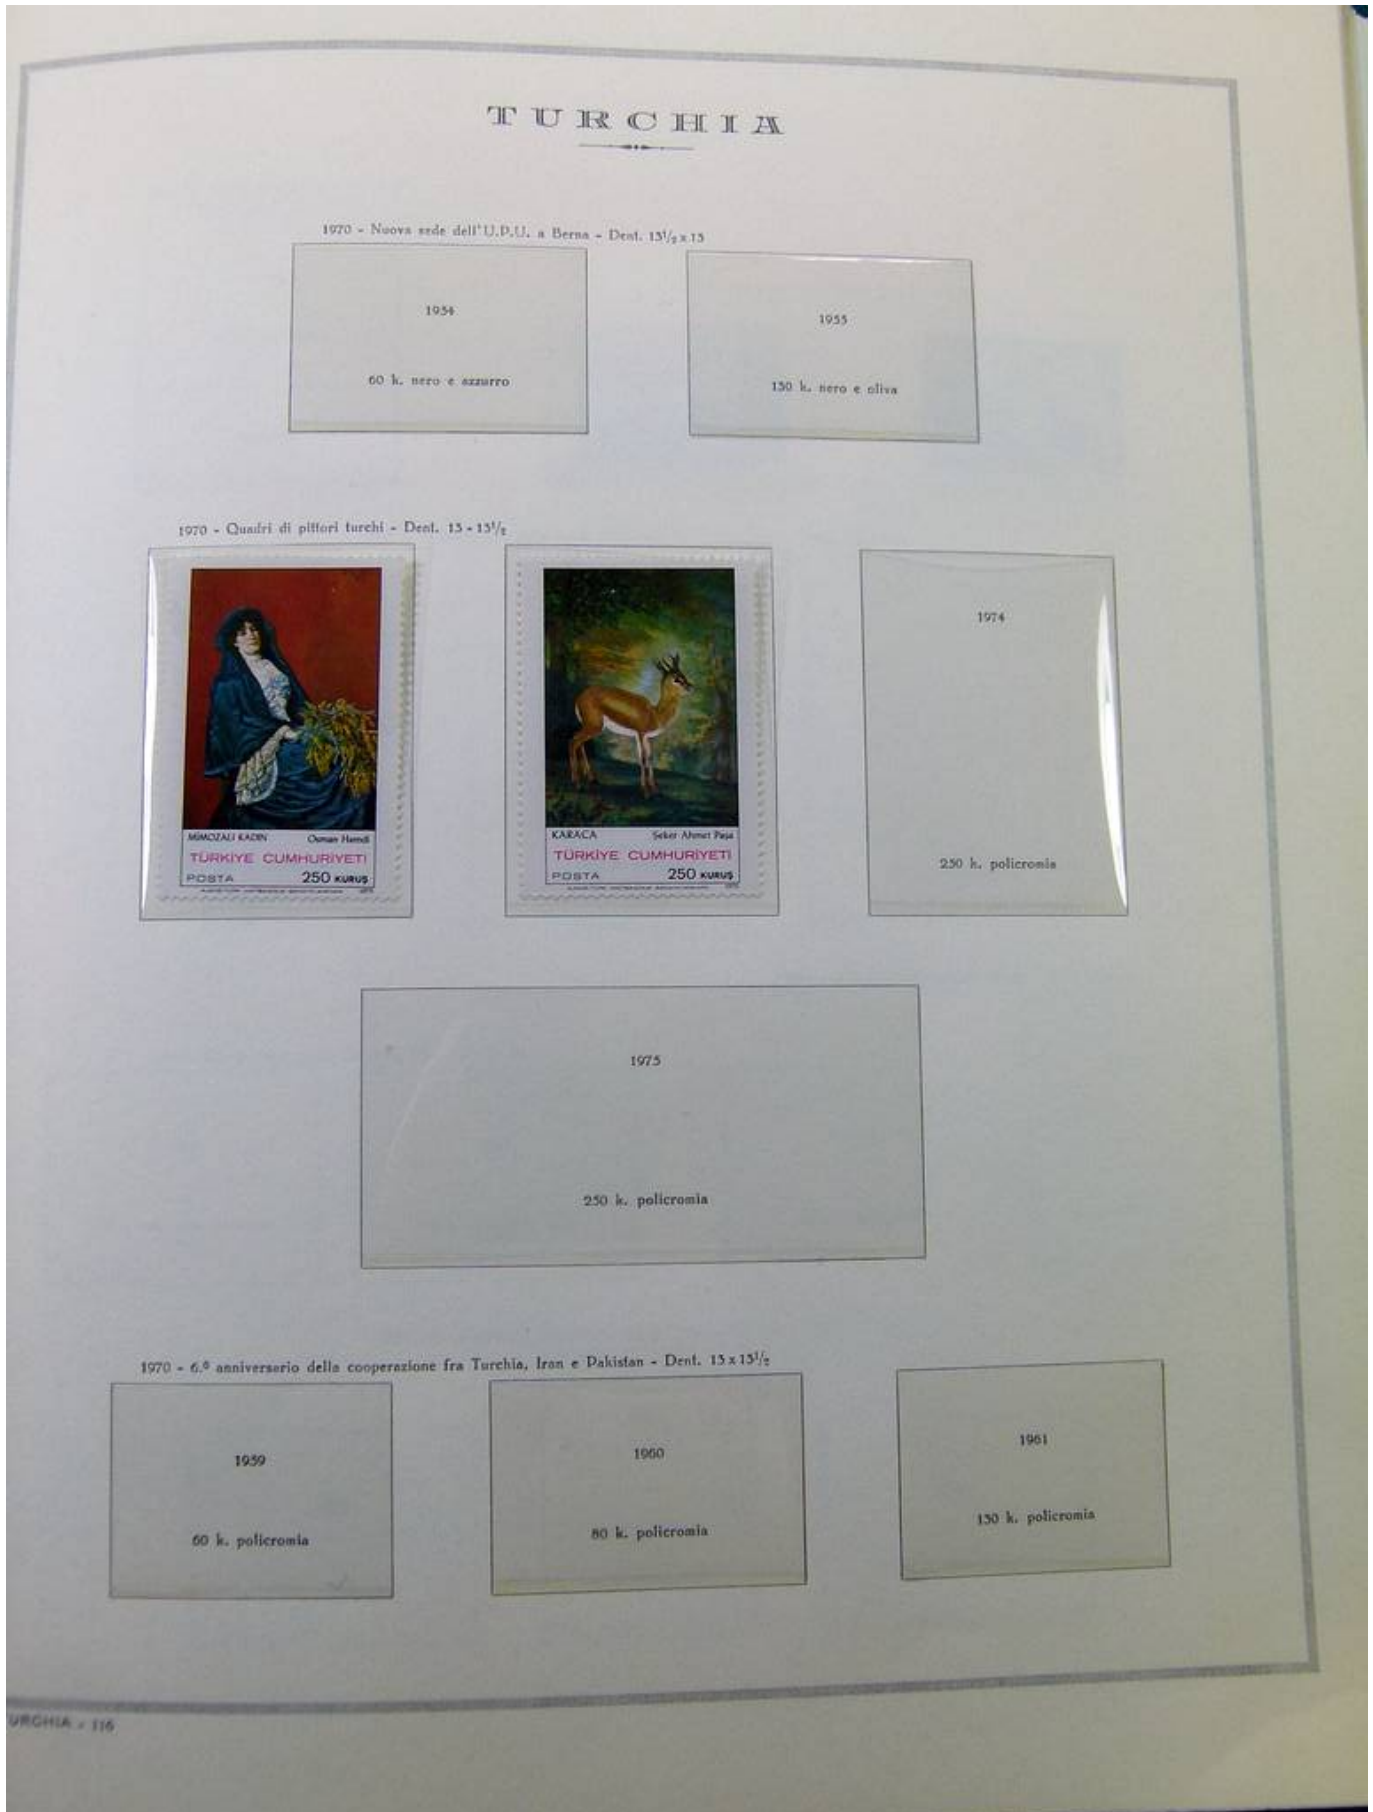 TURCHIA
1970 - Nuova sede dell'U.P.U. a Berna - Dent. 13½ x 13
1954
60 k. nero e azzurro
1955
130 k. nero e oliva
1970 - Quadri di pittori turchi - Dent. 13 - 13½
MİMOZALI KADIN Osman Hamdi
TÜRKİYE CUMHURİYETİ
POSTA 250 KURUŞ
KARACA Şeker Ahmet Paşa
TÜRKİYE CUMHURİYETİ
POSTA 250 KURUŞ
1974
250 k. policromia
1975
250 k. policromia
1970 - 6.º anniversario della cooperazione fra Turchia, Iran e Pakistan - Dent. 13 x 13½
1959
60 k. policromia
1960
80 k. policromia
1961
130 k. policromia
URCHIA - 116